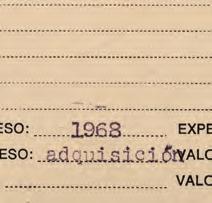 ESO: 1968 EXPE
ESO: adquisición VALO
VALO